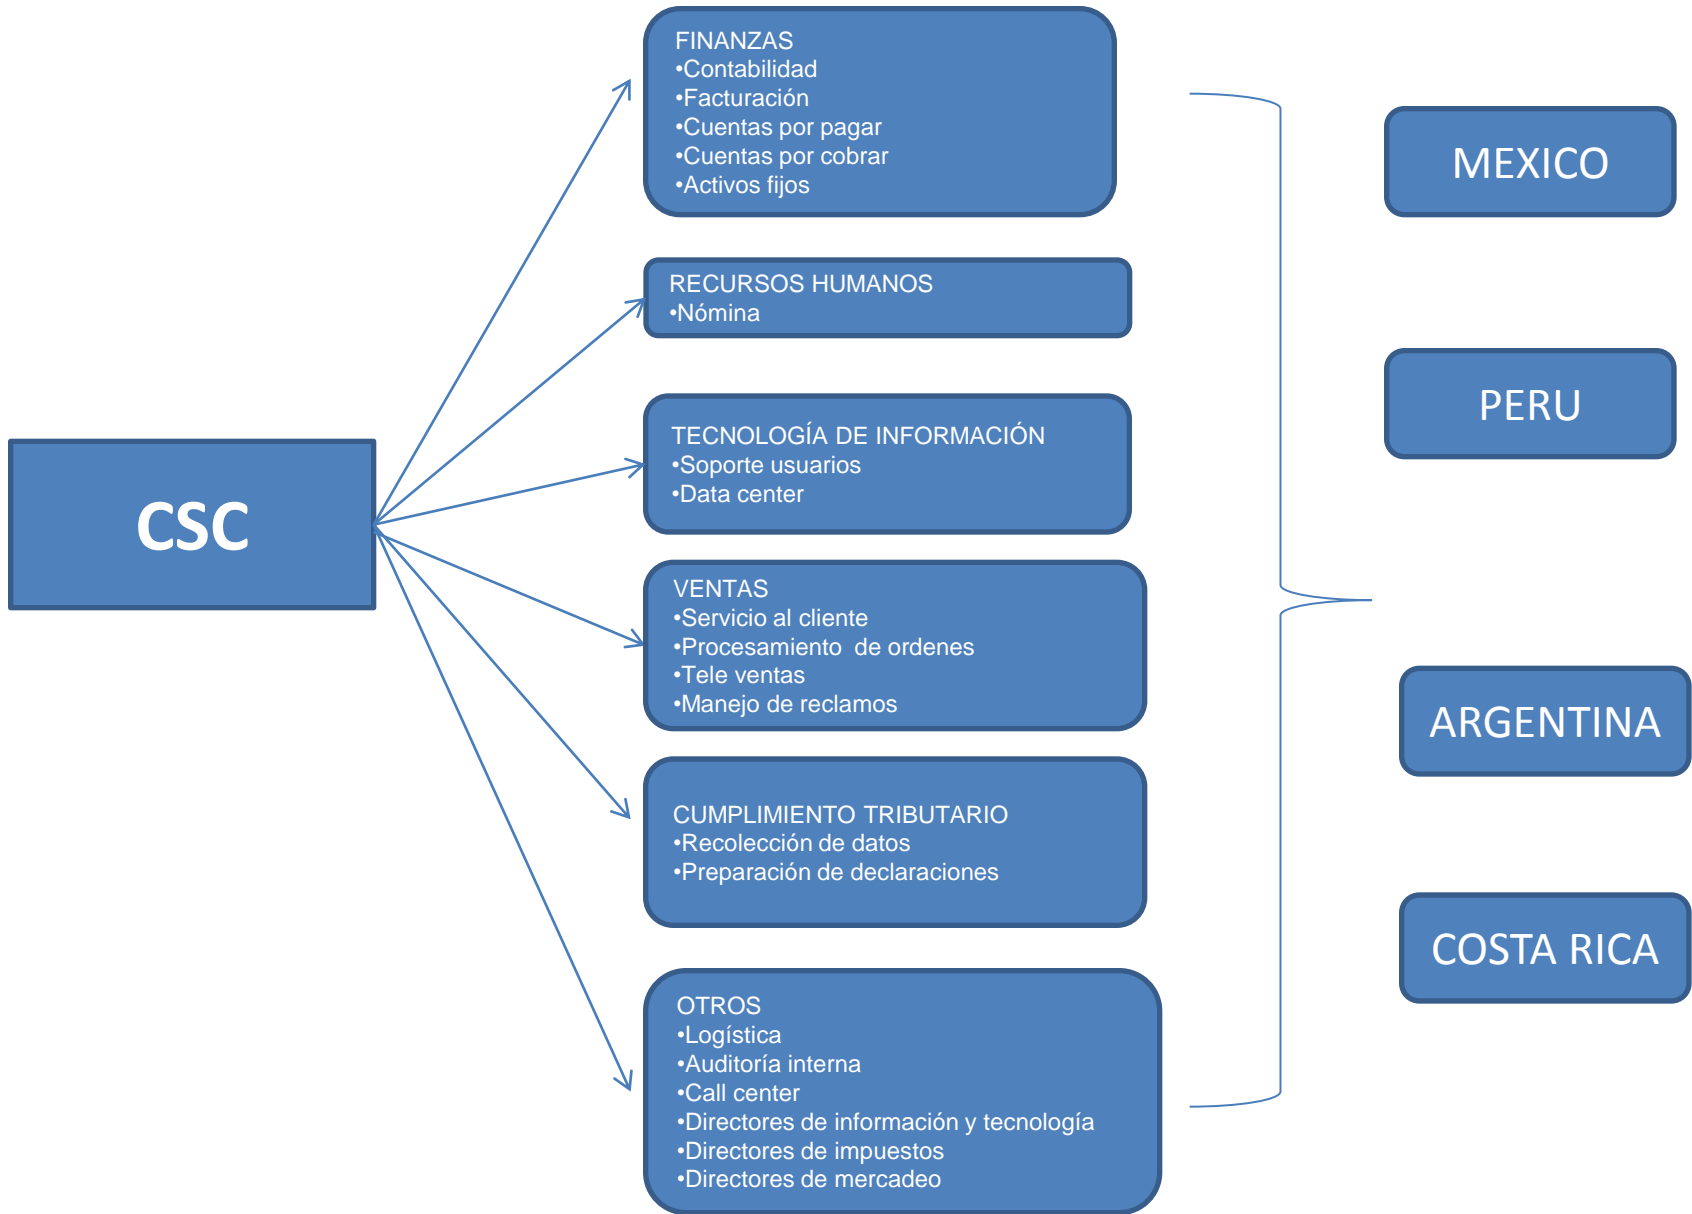 CSC
FINANZAS
•Contabilidad
•Facturación
•Cuentas por pagar
•Cuentas por cobrar
•Activos fijos
RECURSOS HUMANOS
•Nómina
TECNOLOGÍA DE INFORMACIÓN
•Soporte usuarios
•Data center
VENTAS
•Servicio al cliente
•Procesamiento  de ordenes
•Tele ventas
•Manejo de reclamos
CUMPLIMIENTO TRIBUTARIO
•Recolección de datos
•Preparación de declaraciones
OTROS
•Logística
•Auditoría interna
•Call center
•Directores de información y tecnología
•Directores de impuestos
•Directores de mercadeo
MEXICO
PERU
ARGENTINA
COSTA RICA